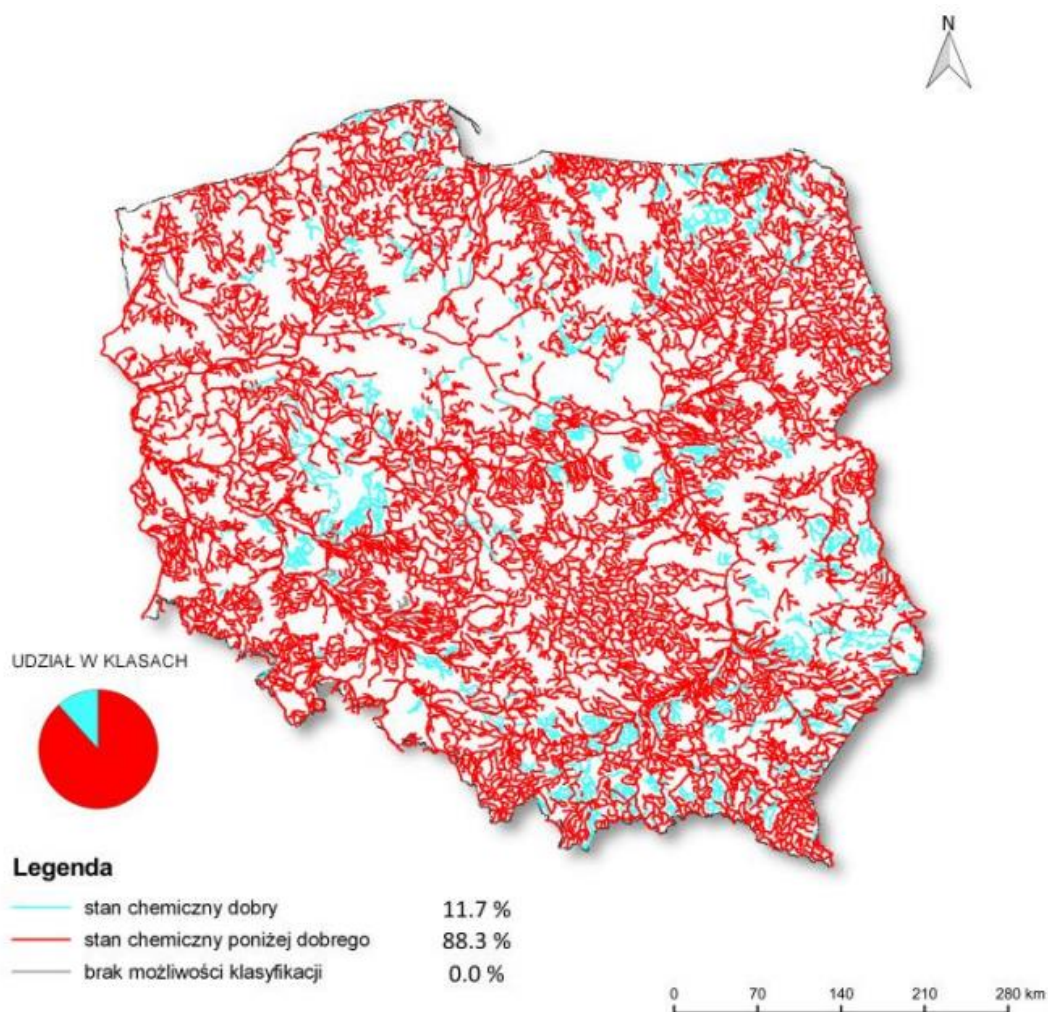 N
UDZIAŁ W KLASACH
Legenda
stan chemiczny dobry 11.7 %
stan chemiczny poniżej dobrego 88.3 %
brak możliwości klasyfikacji 0.0 %
0 70 140 210 280 km